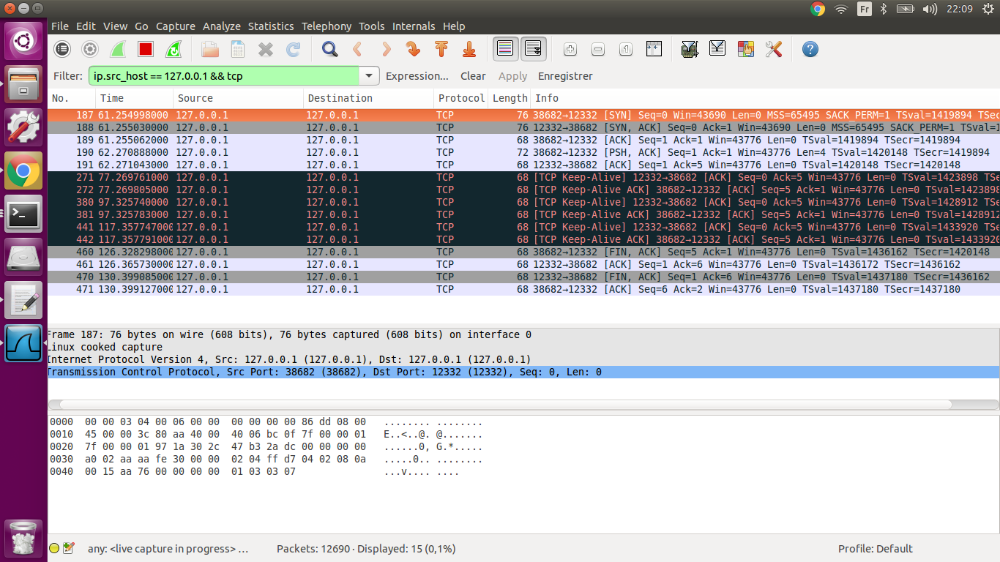 Fr 22:09
File Edit View Go Capture Analyze Statistics Telephony Tools Internals Help
Filter: ip.src_host == 127.0.0.1 && tcp Expression... Clear Apply Enregistrer
No. Time Source Destination Protocol Length Info
187 61.254998000 127.0.0.1 127.0.0.1 TCP 76 38682→12332 [SYN] Seq=0 Win=43690 Len=0 MSS=65495 SACK_PERM=1 TSval=1419894 TSec
188 61.255030000 127.0.0.1 127.0.0.1 TCP 76 12332→38682 [SYN, ACK] Seq=0 Ack=1 Win=43690 Len=0 MSS=65495 SACK_PERM=1 TSval=1
189 61.255062000 127.0.0.1 127.0.0.1 TCP 68 38682→12332 [ACK] Seq=1 Ack=1 Win=43776 Len=0 TSval=1419894 TSecr=1419894
190 62.270888000 127.0.0.1 127.0.0.1 TCP 72 38682→12332 [PSH, ACK] Seq=1 Ack=1 Win=43776 Len=4 TSval=1420148 TSecr=1419894
191 62.271043000 127.0.0.1 127.0.0.1 TCP 68 12332→38682 [ACK] Seq=1 Ack=5 Win=43776 Len=0 TSval=1420148 TSecr=1420148
271 77.269761000 127.0.0.1 127.0.0.1 TCP 68 [TCP Keep-Alive] 12332→38682 [ACK] Seq=0 Ack=5 Win=43776 Len=0 TSval=1423898 TSe
272 77.269805000 127.0.0.1 127.0.0.1 TCP 68 [TCP Keep-Alive ACK] 38682→12332 [ACK] Seq=5 Ack=1 Win=43776 Len=0 TSval=1423898
380 97.325740000 127.0.0.1 127.0.0.1 TCP 68 [TCP Keep-Alive] 12332→38682 [ACK] Seq=0 Ack=5 Win=43776 Len=0 TSval=1428912 TSe
381 97.325783000 127.0.0.1 127.0.0.1 TCP 68 [TCP Keep-Alive ACK] 38682→12332 [ACK] Seq=5 Ack=1 Win=43776 Len=0 TSval=1428912
441 117.357747000 127.0.0.1 127.0.0.1 TCP 68 [TCP Keep-Alive] 12332→38682 [ACK] Seq=0 Ack=5 Win=43776 Len=0 TSval=1433920 TSe
442 117.357791000 127.0.0.1 127.0.0.1 TCP 68 [TCP Keep-Alive ACK] 38682→12332 [ACK] Seq=5 Ack=1 Win=43776 Len=0 TSval=1433920
460 126.328298000 127.0.0.1 127.0.0.1 TCP 68 38682→12332 [FIN, ACK] Seq=5 Ack=1 Win=43776 Len=0 TSval=1436162 TSecr=1420148
461 126.365730000 127.0.0.1 127.0.0.1 TCP 68 12332→38682 [ACK] Seq=1 Ack=6 Win=43776 Len=0 TSval=1436172 TSecr=1436162
470 130.399085000 127.0.0.1 127.0.0.1 TCP 68 12332→38682 [FIN, ACK] Seq=1 Ack=6 Win=43776 Len=0 TSval=1437180 TSecr=1436162
471 130.399127000 127.0.0.1 127.0.0.1 TCP 68 38682→12332 [ACK] Seq=6 Ack=2 Win=43776 Len=0 TSval=1437180 TSecr=1437180
Frame 187: 76 bytes on wire (608 bits), 76 bytes captured (608 bits) on interface 0
Linux cooked capture
Internet Protocol Version 4, Src: 127.0.0.1 (127.0.0.1), Dst: 127.0.0.1 (127.0.0.1)
Transmission Control Protocol, Src Port: 38682 (38682), Dst Port: 12332 (12332), Seq: 0, Len: 0
0000 00 00 03 04 00 06 00 00 00 00 00 00 86 dd 08 00 ........ ........
0010 45 00 00 3c 80 aa 40 00 40 06 bc 0f 7f 00 00 01 E..<..@. @.......
0020 7f 00 00 01 97 1a 30 2c 47 b3 2a dc 00 00 00 00 ......0, G.*.....
0030 a0 02 aa aa fe 30 00 00 02 04 ff d7 04 02 08 0a .....0.. ........
0040 00 15 aa 76 00 00 00 00 01 03 03 07 ...v.... ....
any: <live capture in progress> ... Packets: 12690 · Displayed: 15 (0,1%) Profile: Default